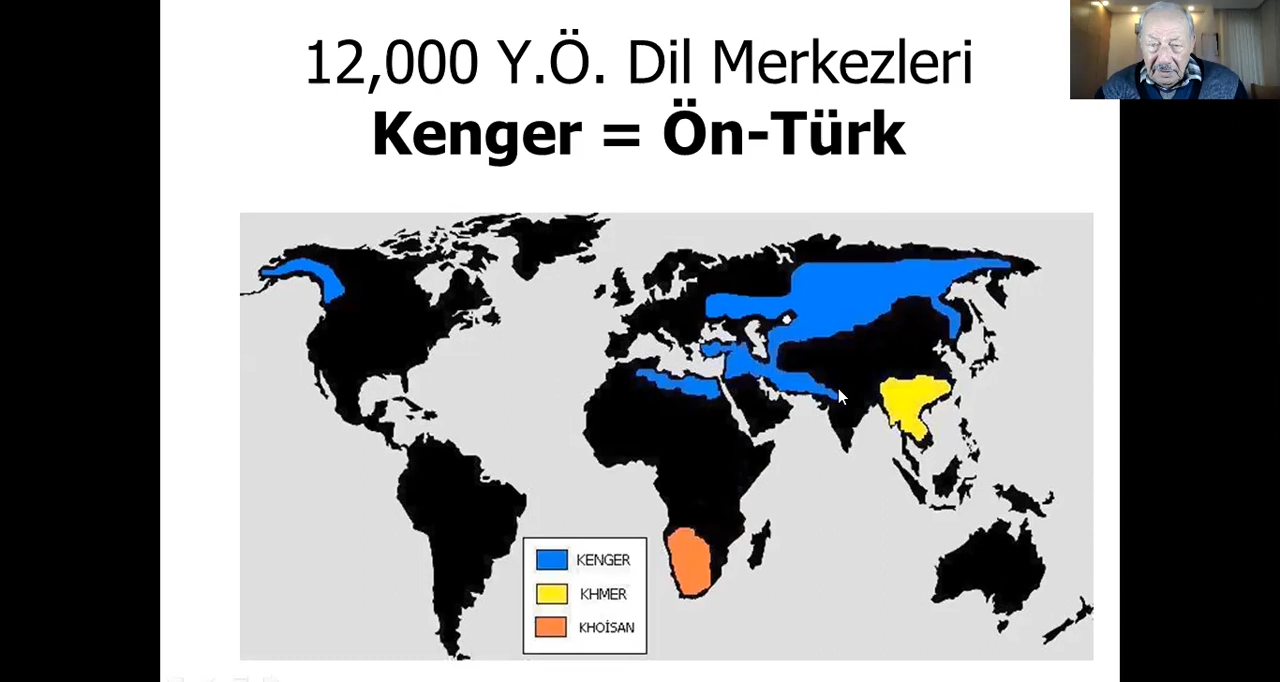 12,000 Y.Ö. Dil Merkezleri
Kenger = Ön-Türk
KENGER
KHMER
KHOİSAN